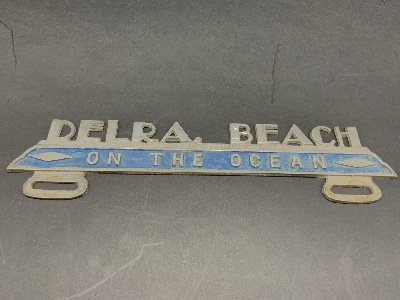 DELRA. BEACH
ON THE OCEAN